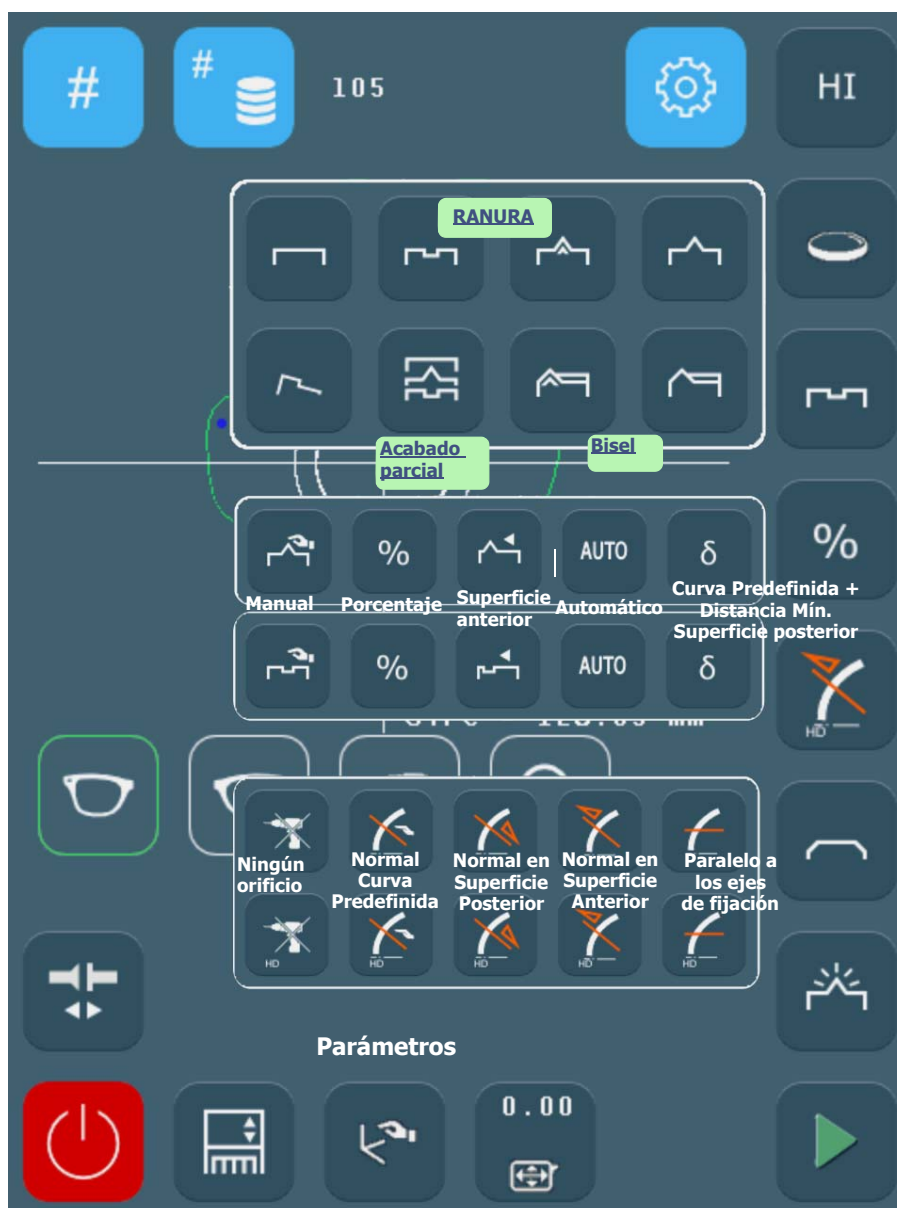 #
#
105
HI
RANURA
Acabado
parcial
Bisel
%
AUTO
δ
%
Manual
Porcentaje
Superficie
anterior
Automático
Curva Predefinida +
Distancia Mín.
Superficie posterior
%
AUTO
δ
HD
Ningún
orificio
Normal
Curva
Predefinida
Normal en
Superficie
Posterior
Normal en
Superficie
Anterior
Paralelo a
los ejes
de fijación
HD
HD
HD
HD
HD
Parámetros
0.00